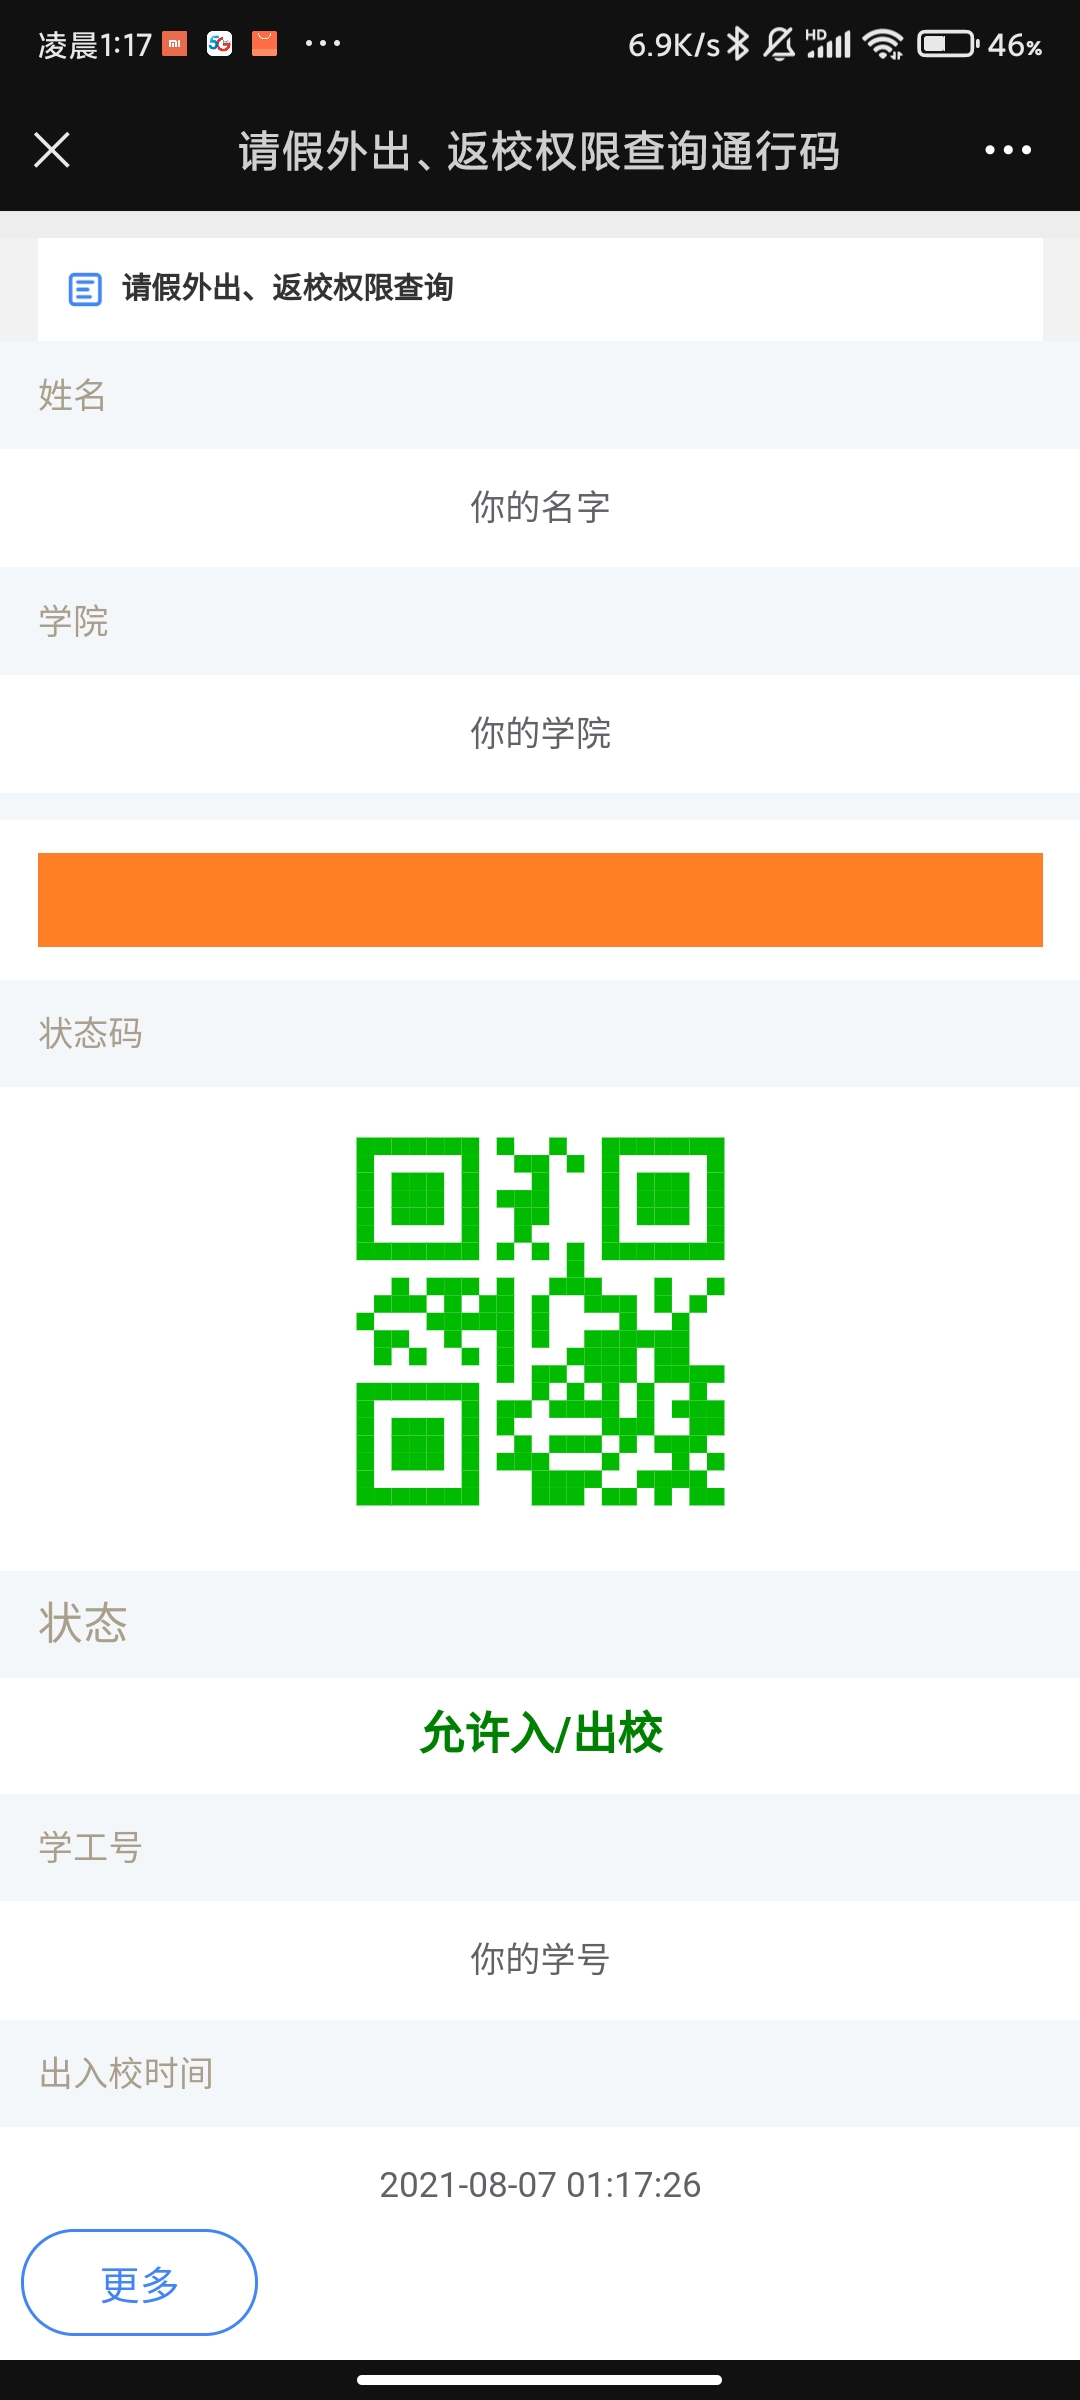 凌晨1:17 6.9K/s HD 46%
请假外出、返校权限查询通行码
请假外出、返校权限查询
姓名
你的名字
学院
你的学院
状态码
状态
允许入/出校
学工号
你的学号
出入校时间
2021-08-07 01:17:26
更多